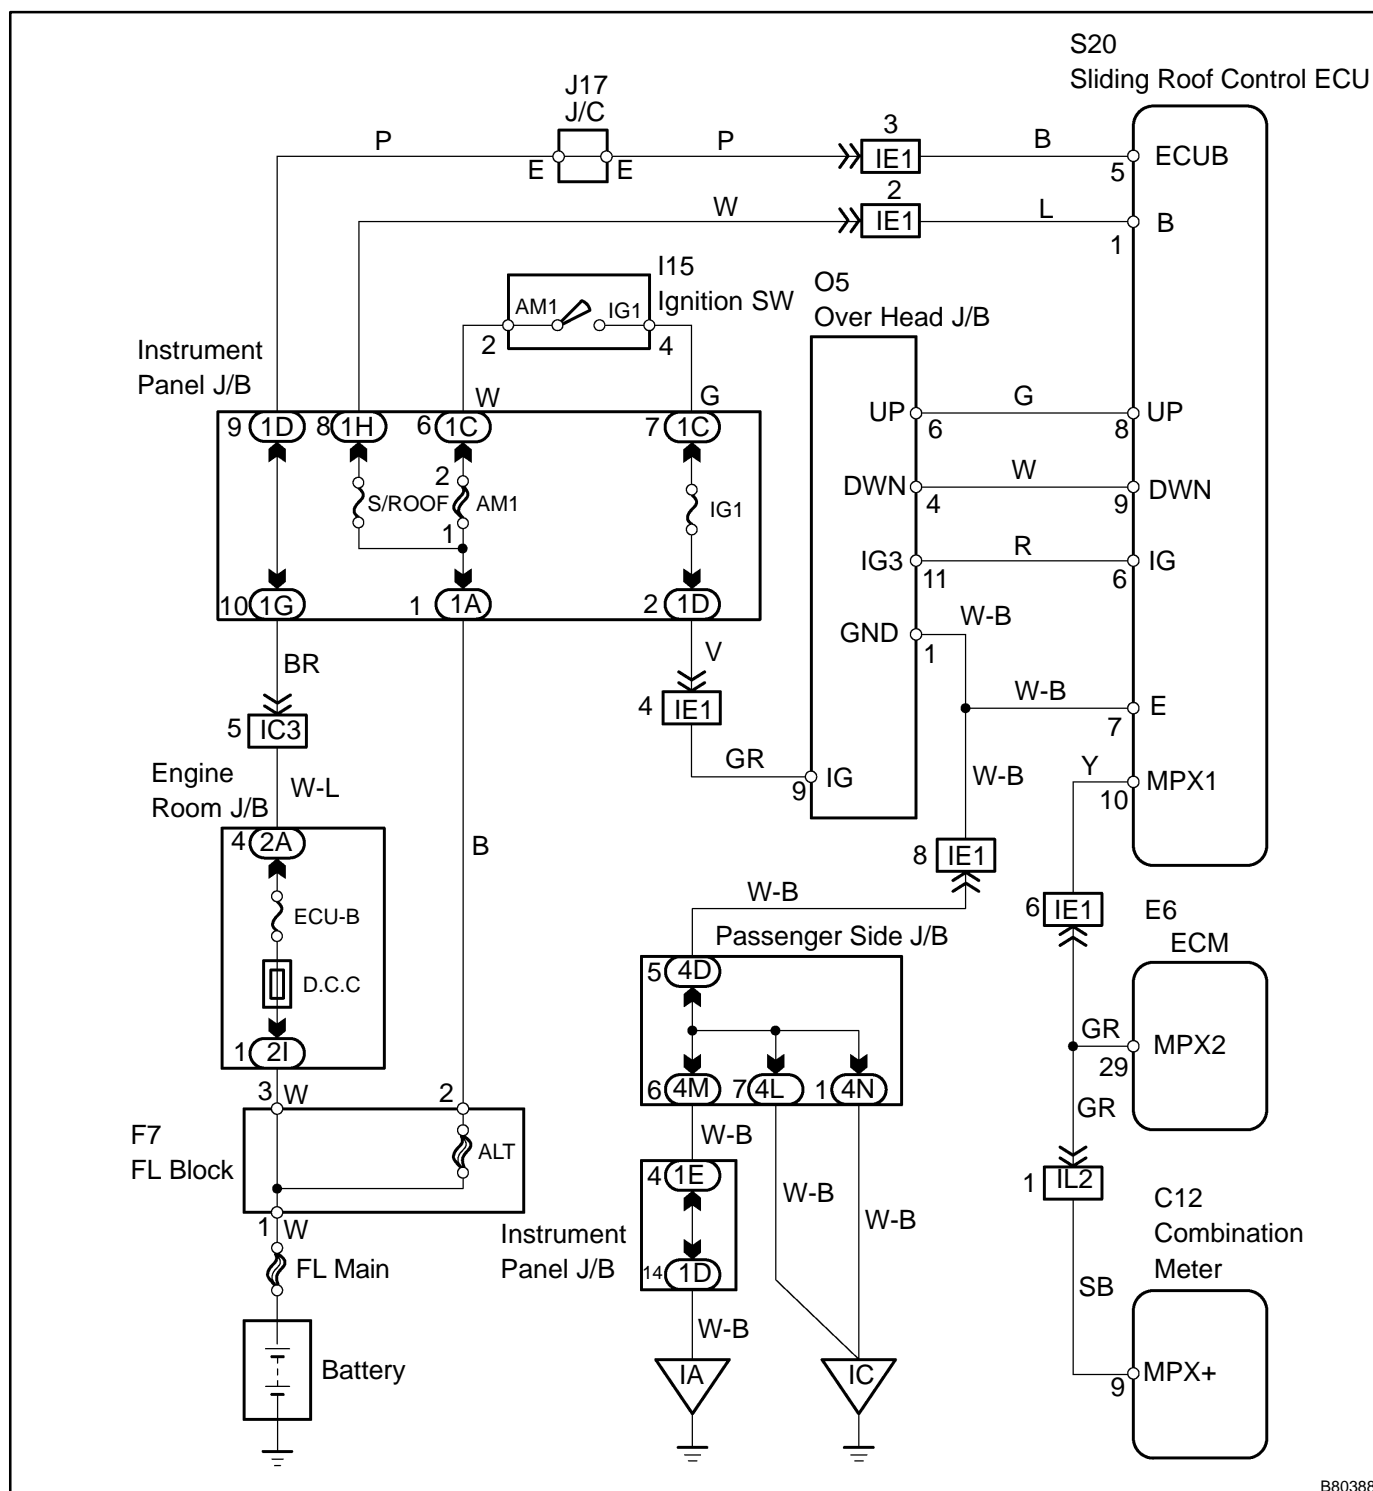 S20
Sliding Roof Control ECU
J17
J/C
P
E
E
P
3
IE1
B
5
ECUB
W
2
IE1
L
1
B
I15
Ignition SW
AM1
IG1
2
4
O5
Over Head J/B
Instrument
Panel J/B
W
G
9
1D
8
1H
6
1C
7
1C
S/ROOF
2
AM1
1
IG1
10
1G
1
1A
2
1D
UP
6
G
8
UP
DWN
4
W
9
DWN
IG3
11
R
6
IG
GND
1
W-B
W-B
7
E
BR
V
5
IC3
4
IE1
GR
9
IG
W-B
Y
10
MPX1
Engine
Room J/B
W-L
4
2A
B
8
IE1
ECU-B
D.C.C
1
2I
W-B
6
IE1
E6
ECM
Passenger Side J/B
5
4D
6
4M
7
4L
1
4N
GR
29
MPX2
GR
3
W
2
F7
FL Block
ALT
1
W
W-B
4
1E
W-B
W-B
1
IL2
C12
Combination
Meter
Instrument
Panel J/B
14
1D
FL Main
SB
W-B
Battery
IA
IC
9
MPX+
B80388